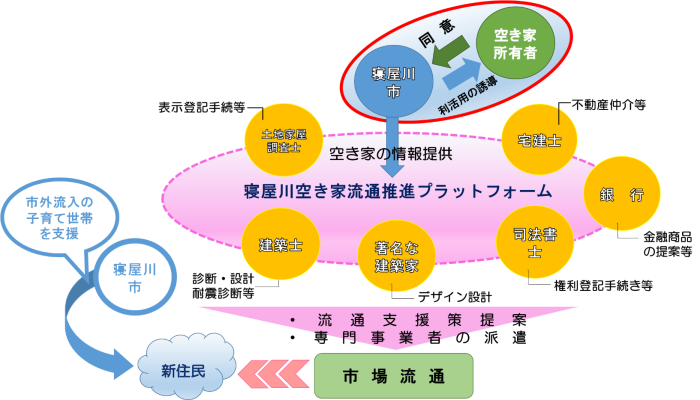 同意
空き家
所有者
寝屋川
市
利活用の誘導
表示登記手続等
土地家屋
調査士
不動産仲介等
宅建士
空き家の情報提供
寝屋川空き家流通推進プラットフォーム
銀 行
金融商品
の提案等
市外流入の
子育て世帯
を支援
寝屋川
市
建築士
診断・設計
耐震診断等
著名な
建築家
デザイン設計
司法書
士
権利登記手続き等
・流通支援策提案
・専門事業者の派遣
新住民
市場流通